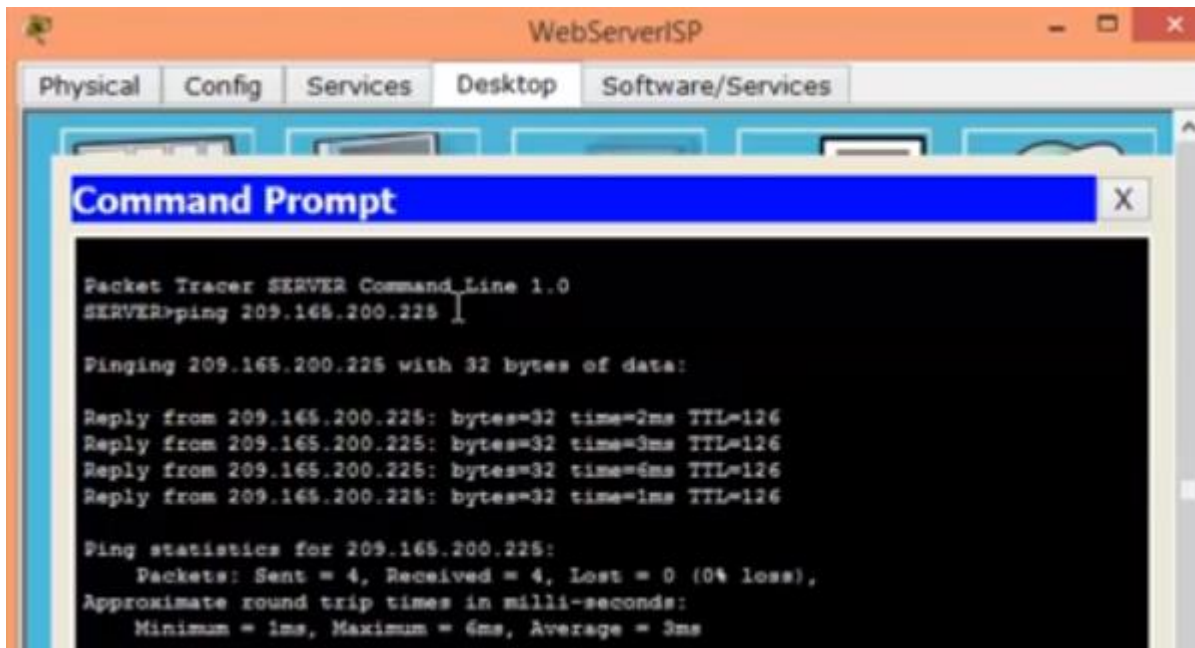 WebServerISP
Physical Config Services Desktop Software/Services
Command Prompt X
Packet Tracer SERVER Command Line 1.0
SERVER>ping 209.165.200.225
Pinging 209.165.200.225 with 32 bytes of data:
Reply from 209.165.200.225: bytes=32 time=2ms TTL=126
Reply from 209.165.200.225: bytes=32 time=3ms TTL=126
Reply from 209.165.200.225: bytes=32 time=6ms TTL=126
Reply from 209.165.200.225: bytes=32 time=1ms TTL=126
Ping statistics for 209.165.200.225:
Packets: Sent = 4, Received = 4, Lost = 0 (0% loss),
Approximate round trip times in milli-seconds:
Minimum = 1ms, Maximum = 6ms, Average = 3ms